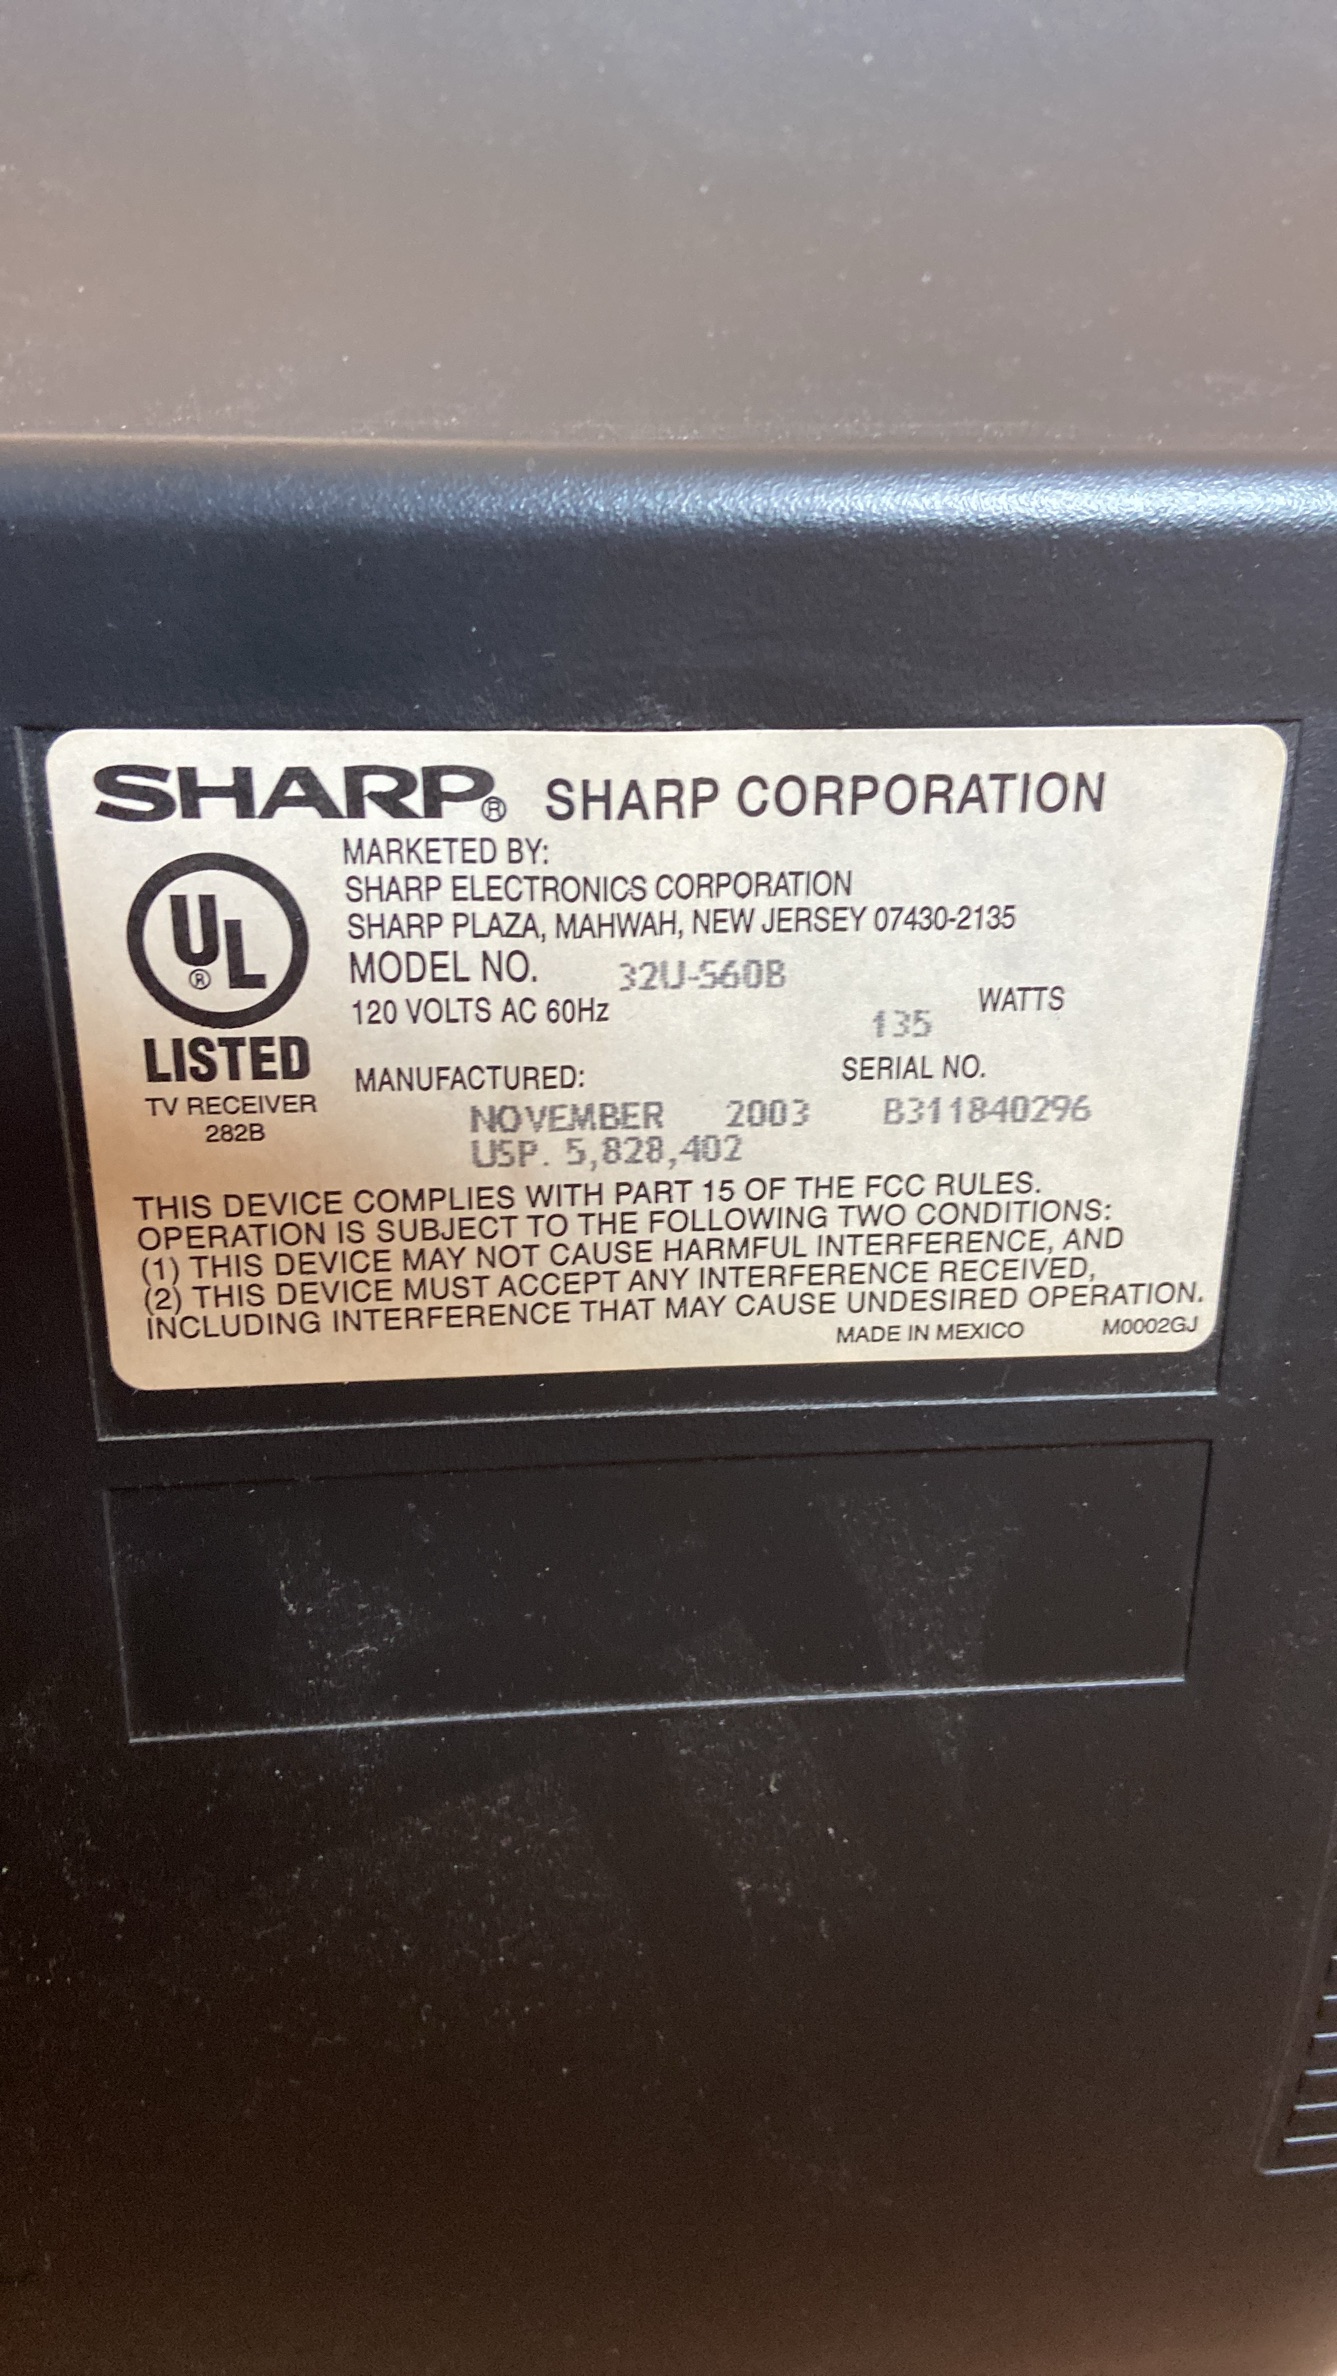 SHARP® SHARP CORPORATION
MARKETED BY:
SHARP ELECTRONICS CORPORATION
SHARP PLAZA, MAHWAH, NEW JERSEY 07430-2135
UL®
LISTED
TV RECEIVER
282B
MODEL NO. 32U-S60B
120 VOLTS AC 60Hz 135 WATTS
MANUFACTURED: SERIAL NO.
NOVEMBER 2003 B311840296
USP. 5,828,402
THIS DEVICE COMPLIES WITH PART 15 OF THE FCC RULES.
OPERATION IS SUBJECT TO THE FOLLOWING TWO CONDITIONS:
(1) THIS DEVICE MAY NOT CAUSE HARMFUL INTERFERENCE, AND
(2) THIS DEVICE MUST ACCEPT ANY INTERFERENCE RECEIVED,
INCLUDING INTERFERENCE THAT MAY CAUSE UNDESIRED OPERATION.
MADE IN MEXICO M0002GJ